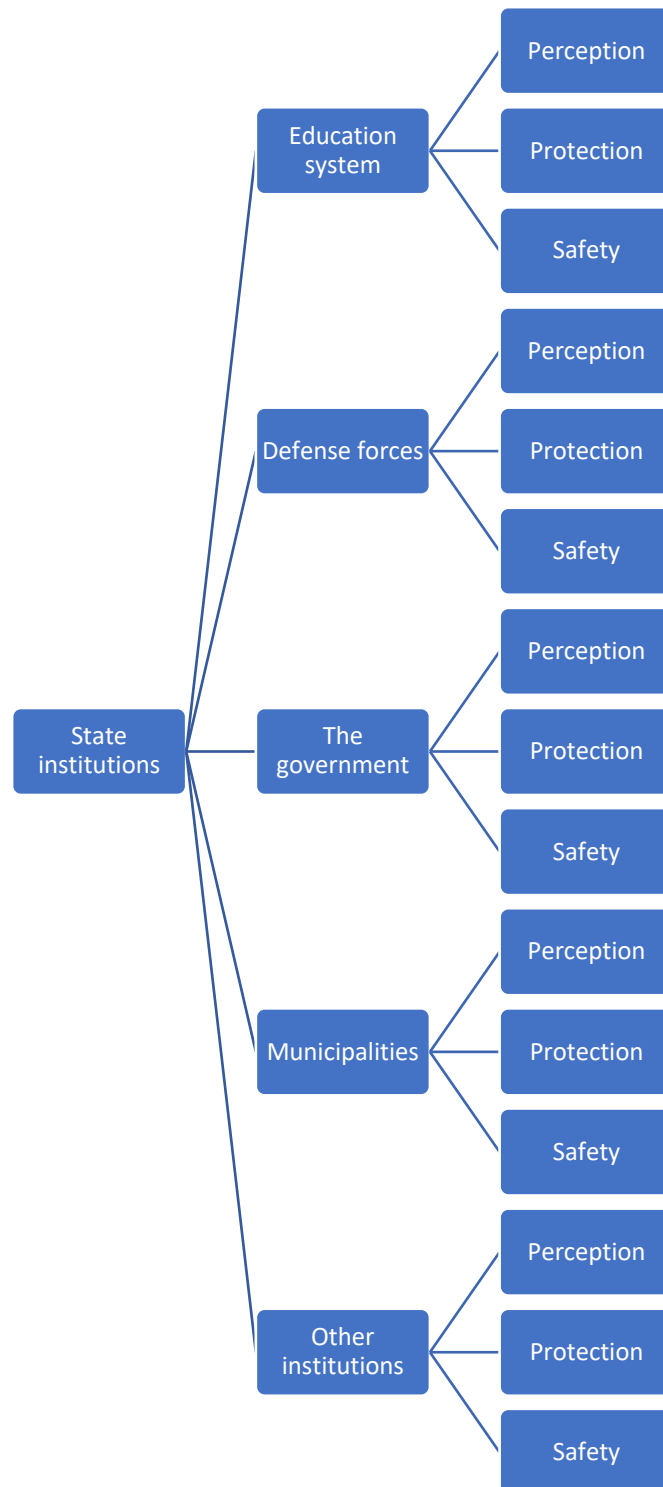 State
institutions
Education
system
Perception
Protection
Safety
Defense forces
Perception
Protection
Safety
The
government
Perception
Protection
Safety
Municipalities
Perception
Protection
Safety
Other
institutions
Perception
Protection
Safety